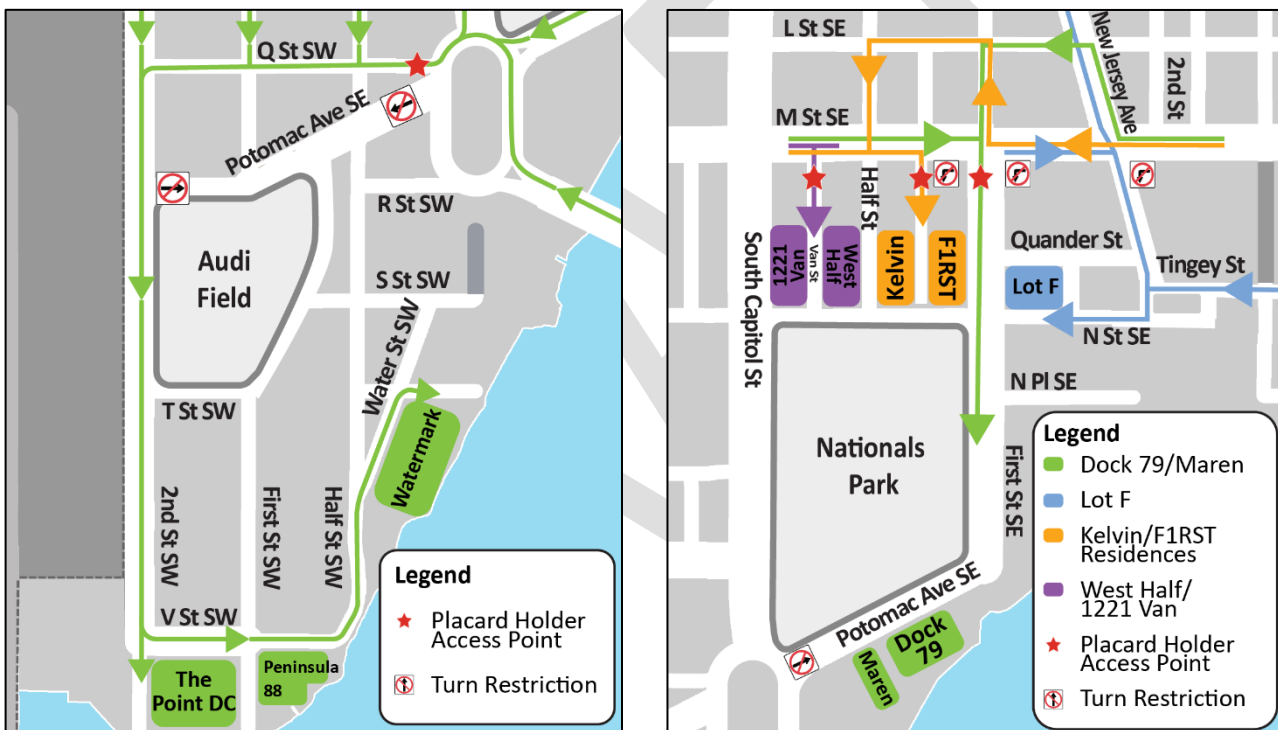 Q St SW
Potomac Ave SE
R St SW
Audi
Field
S St SW
Water St SW
T St SW
Watermark
2nd St SW
First St SW
Half St SW
V St SW
The
Point DC
Peninsula
88
Legend
Placard Holder
Access Point
Turn Restriction
L St SE
New Jersey Ave
2nd St
M St SE
Half St
South Capitol St
1221
Van
Van St
West
Half
Kelvin
F1RST
Quander St
Tingey St
Lot F
N St SE
N Pl SE
Nationals
Park
First St SE
Potomac Ave SE
Dock
79
Maren
Legend
Dock 79/Maren
Lot F
Kelvin/F1RST
Residences
West Half/
1221 Van
Placard Holder
Access Point
Turn Restriction